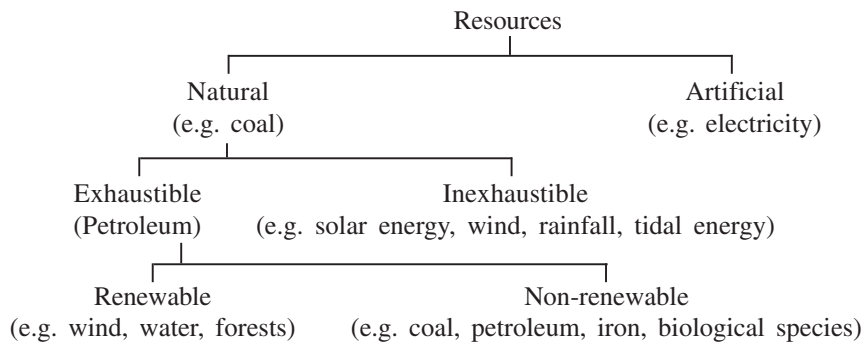 Resources
Natural Artificial
(e.g. coal) (e.g. electricity)
Exhaustible Inexhaustible
(Petroleum) (e.g. solar energy, wind, rainfall, tidal energy)
Renewable Non-renewable
(e.g. wind, water, forests) (e.g. coal, petroleum, iron, biological species)